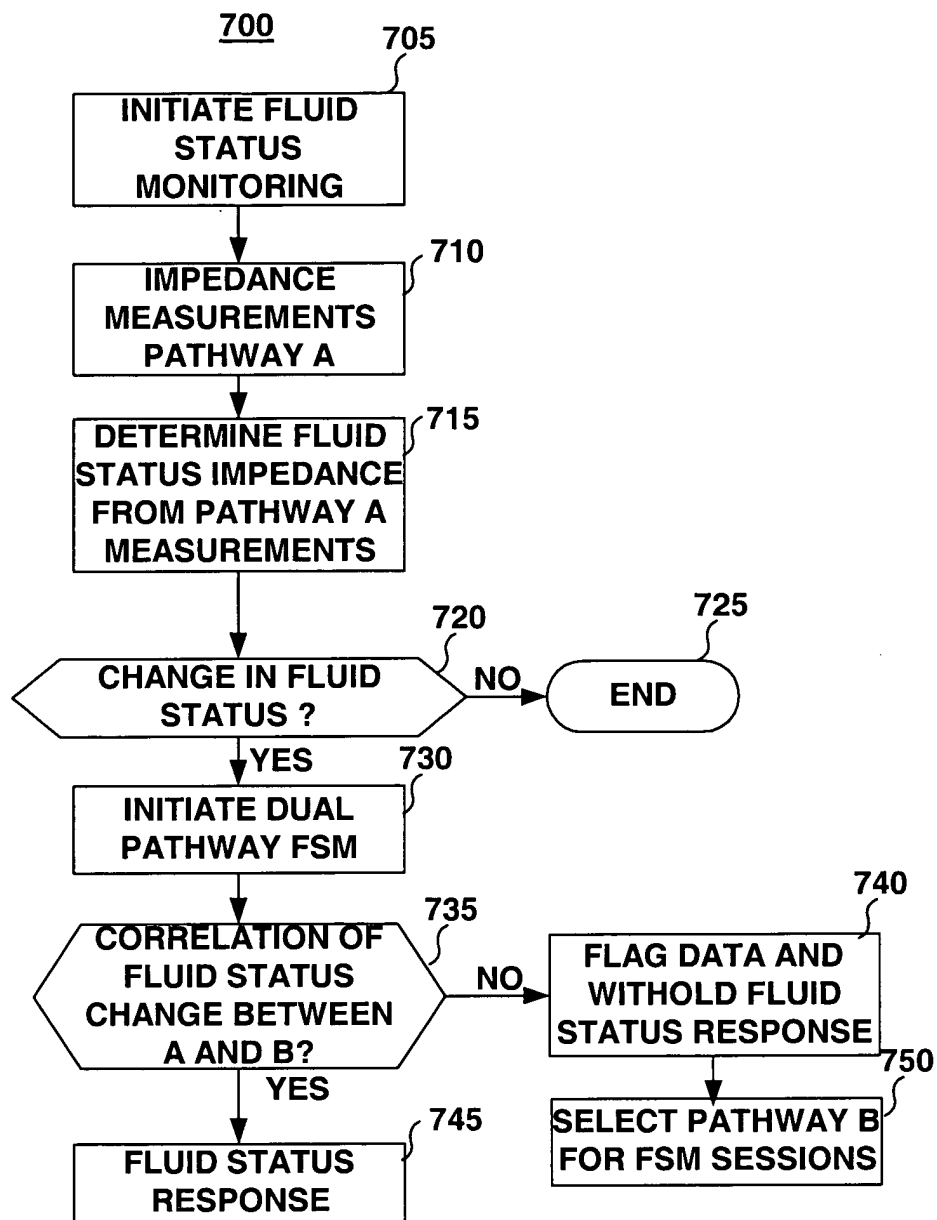 700
705
INITIATE FLUID
STATUS
MONITORING
710
IMPEDANCE
MEASUREMENTS
PATHWAY A
715
DETERMINE FLUID
STATUS IMPEDANCE
FROM PATHWAY A
MEASUREMENTS
720
CHANGE IN FLUID
STATUS ?
NO
725
END
YES
730
INITIATE DUAL
PATHWAY FSM
735
CORRELATION OF
FLUID STATUS
CHANGE BETWEEN
A AND B?
NO
740
FLAG DATA AND
WITHOLD FLUID
STATUS RESPONSE
750
SELECT PATHWAY B
FOR FSM SESSIONS
YES
745
FLUID STATUS
RESPONSE